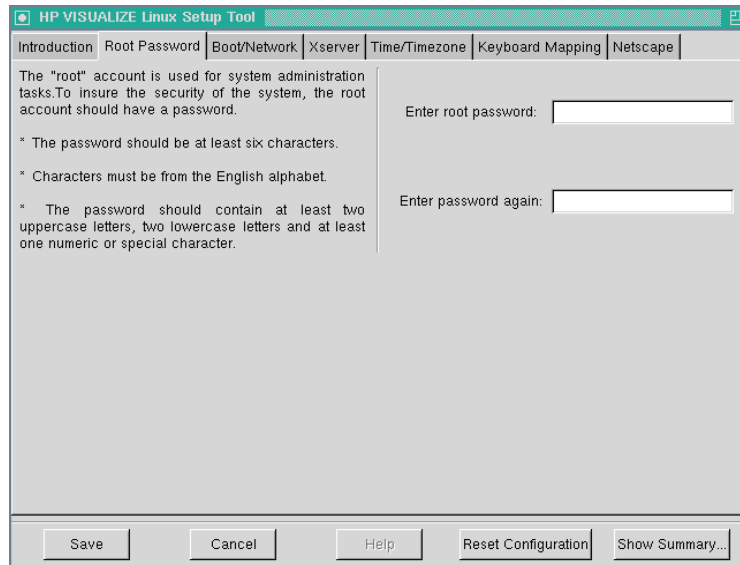 HP VISUALIZE Linux Setup Tool
Introduction Root Password Boot/Network Xserver Time/Timezone Keyboard Mapping Netscape
The "root" account is used for system administration
tasks.To insure the security of the system, the root
account should have a password.
* The password should be at least six characters.
* Characters must be from the English alphabet.
* The password should contain at least two
uppercase letters, two lowercase letters and at least
one numeric or special character.
Enter root password:
Enter password again:
Save Cancel Help Reset Configuration Show Summary...